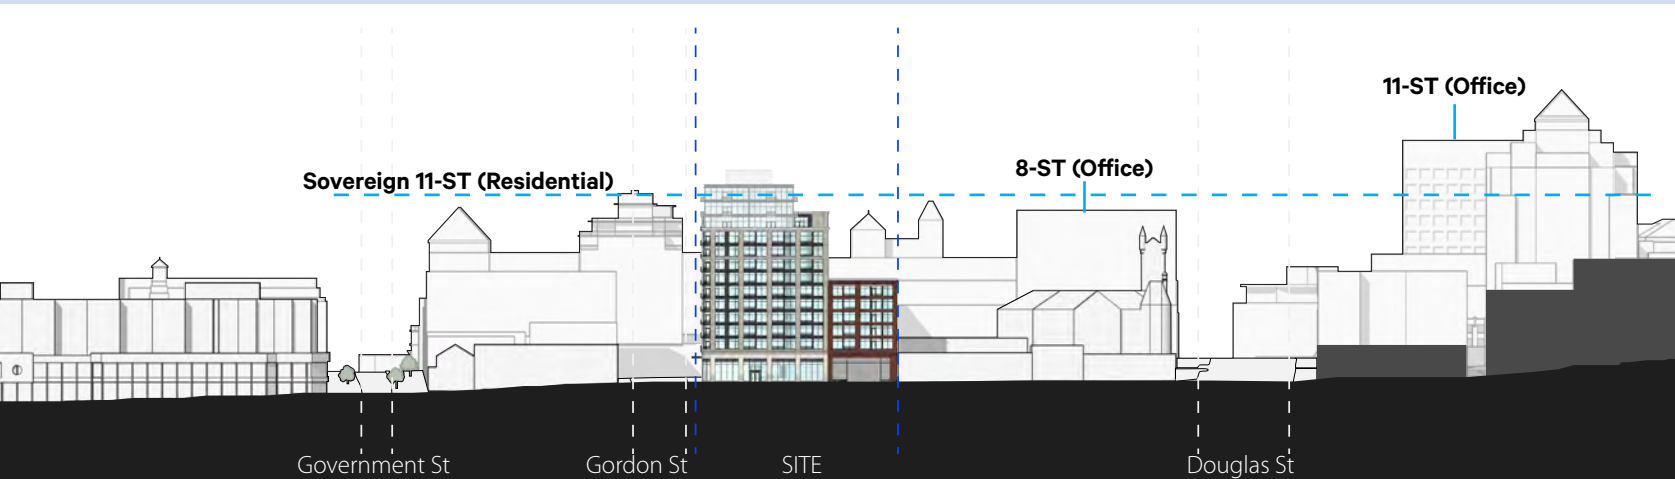 11-ST (Office)
8-ST (Office)
Sovereign 11-ST (Residential)
Government St
Gordon St
SITE
Douglas St